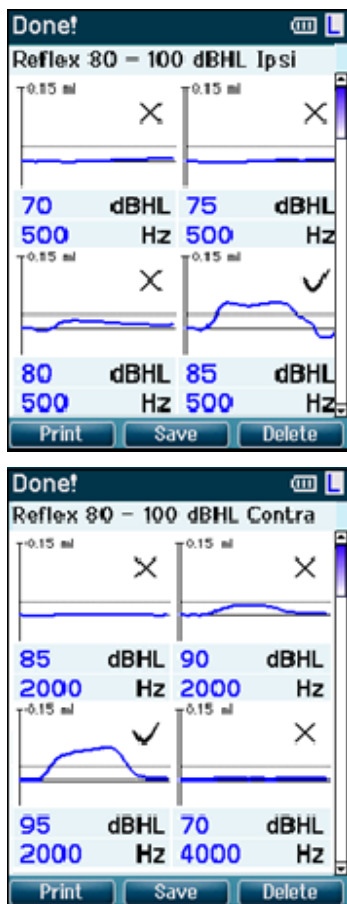 Done! L
Reflex 80 - 100 dBHL Ipsi
0.15 ml 0.15 ml
70 dBHL 75 dBHL
500 Hz 500 Hz
0.15 ml 0.15 ml
80 dBHL 85 dBHL
500 Hz 500 Hz
Print Save Delete
Done! L
Reflex 80 - 100 dBHL Contra
0.15 ml 0.15 ml
85 dBHL 90 dBHL
2000 Hz 2000 Hz
0.15 ml 0.15 ml
95 dBHL 70 dBHL
2000 Hz 4000 Hz
Print Save Delete